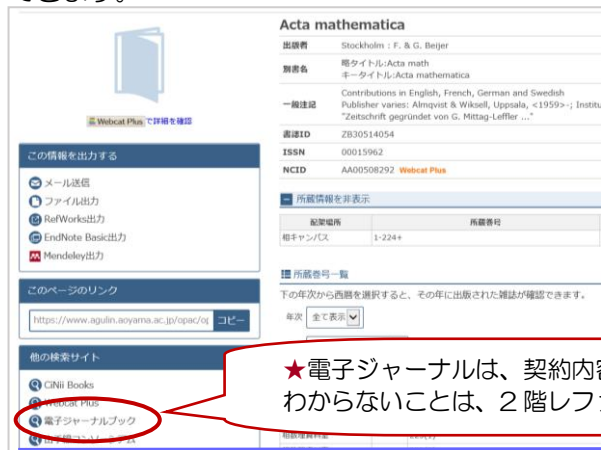 できます。
Acta mathematica
出版者 Stockholm : F. & G. Beijer
別書名 略タイトル:Acta math
キータイトル:Acta mathematica
一般注記 Contributions in English, French, German and Swedish
Publisher varies: Almqvist & Wiksell, Uppsala, <1959>-; Institu
"Zeitschrift gegründet von G. Mittag-Leffler ..."
書誌ID ZB30514054
ISSN 00015962
NCID AA00508292 Webcat Plus
Webcat Plus で詳細を確認
この情報を出力する
メール送信
ファイル出力
RefWorks出力
EndNote Basic出力
Mendeley出力
このページのリンク
https://www.agulin.aoyama.ac.jp/opac/op コピー
他の検索サイト
CiNii Books
Webcat Plus
電子ジャーナルブック
所蔵情報を非表示
配架場所 所蔵巻号
相キャンパス 1-224+
所蔵巻号一覧
下の年次から西暦を選択すると、その年に出版された雑誌が確認できます。
年次 全て表示
★電子ジャーナルは、契約内容
わからないことは、2階レファ